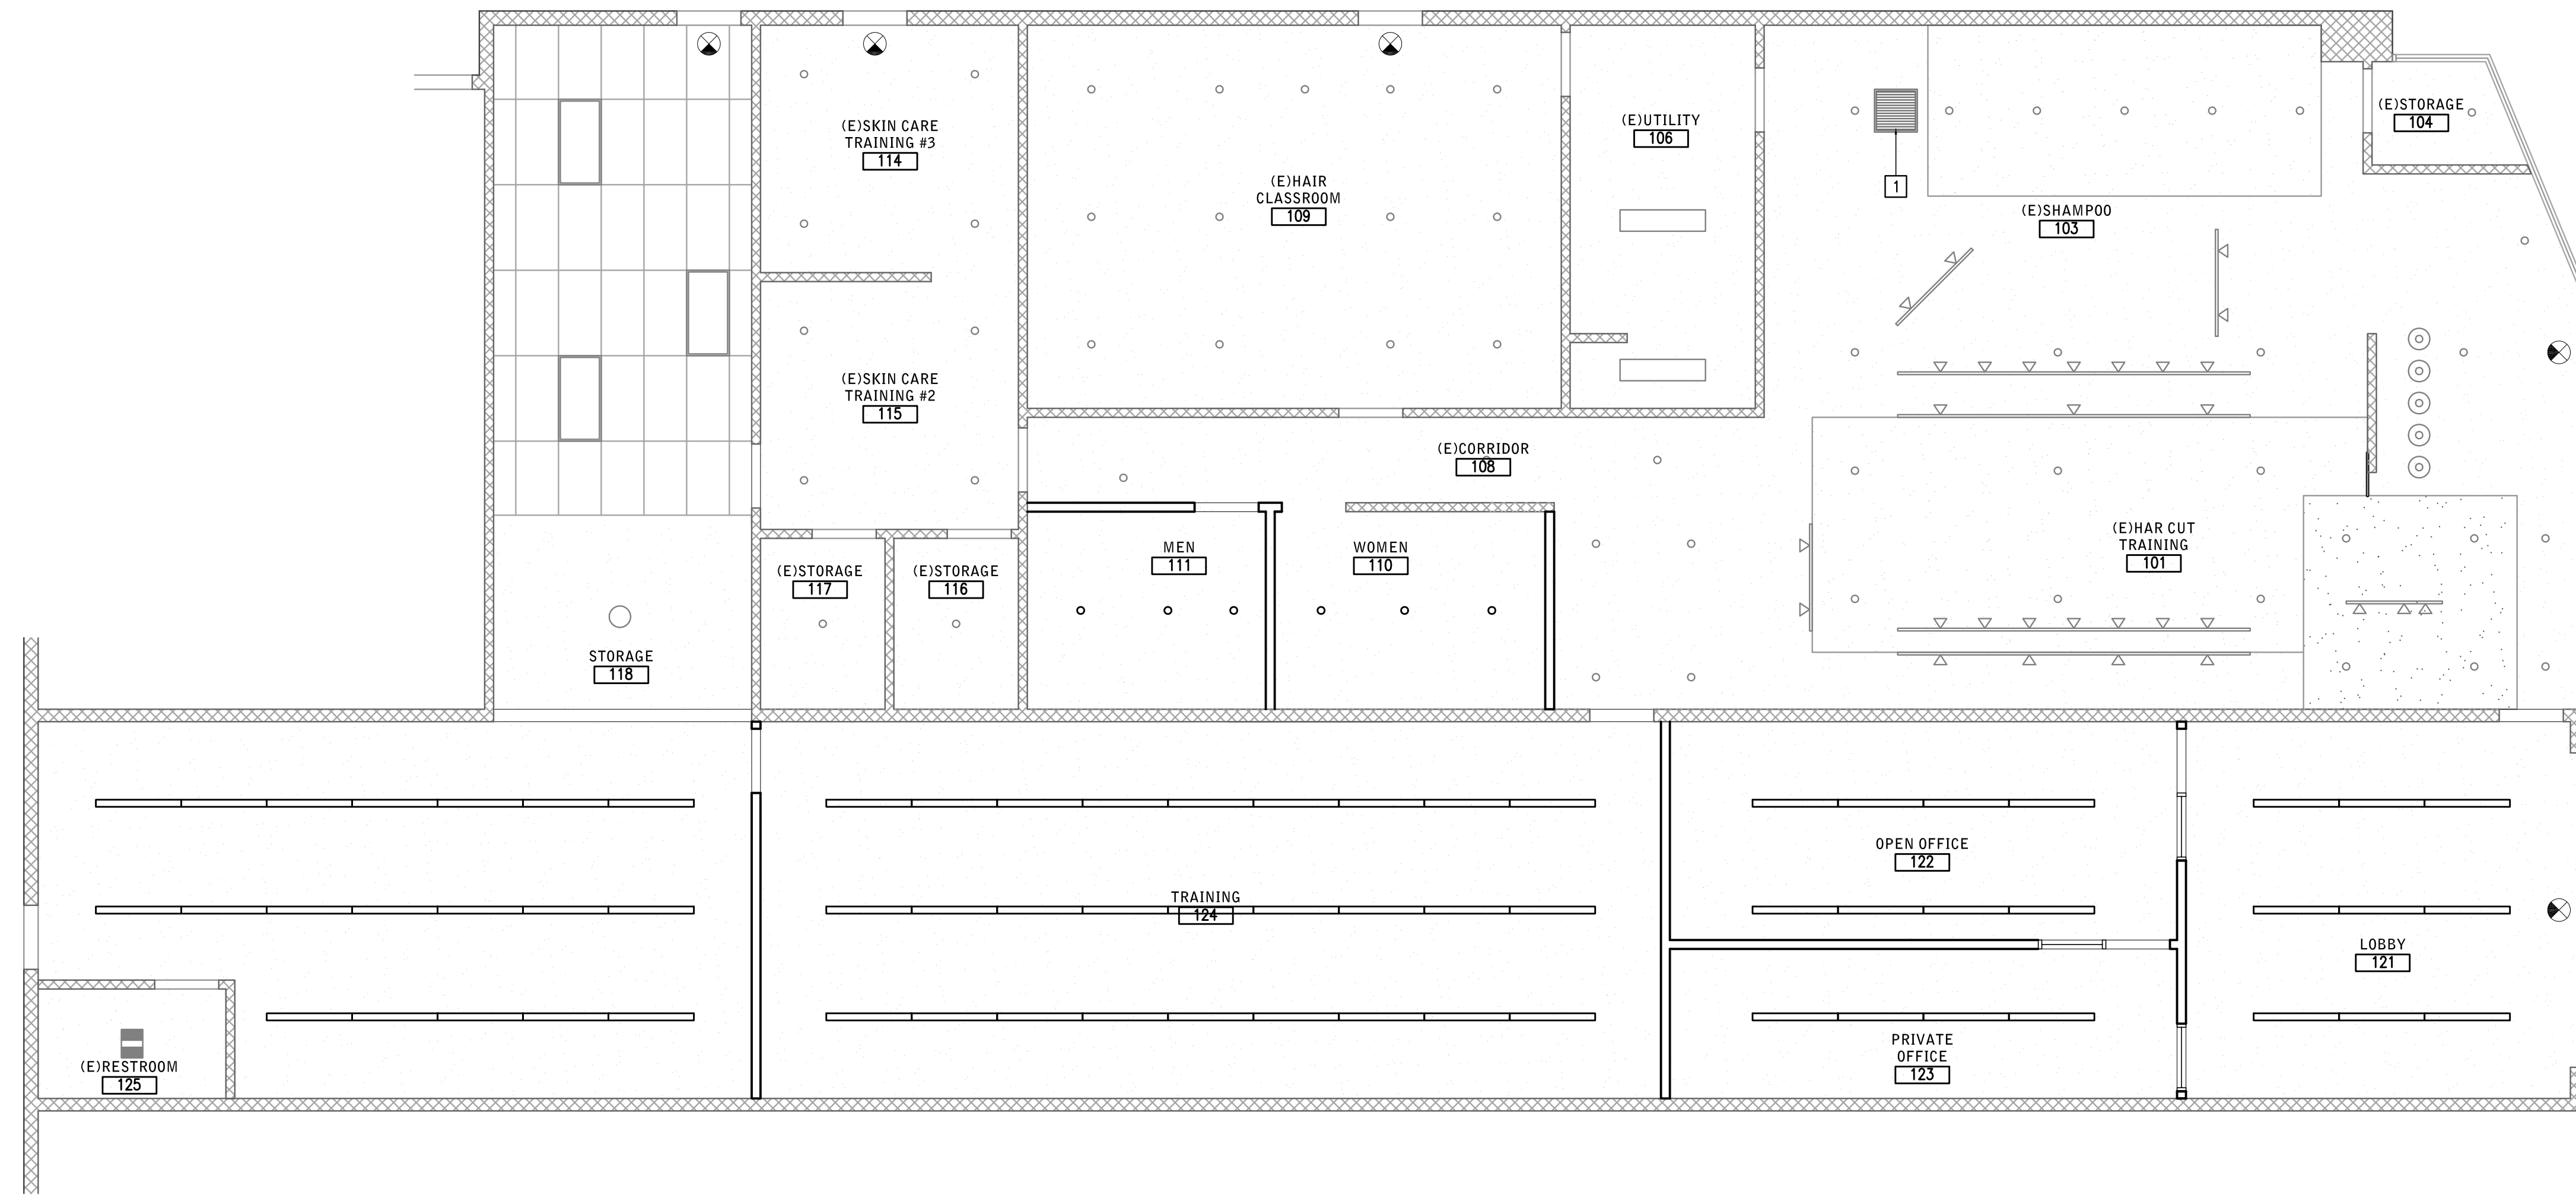 (E)SKIN CARE
TRAINING #3
114
(E)HAIR
CLASSROOM
109
(E)UTILITY
106
1
(E)SHAMPOO
103
(E)STORAGE
104
(E)SKIN CARE
TRAINING #2
115
(E)CORRIDOR
108
(E)HAR CUT
TRAINING
101
(E)STORAGE
117
(E)STORAGE
116
MEN
111
WOMEN
110
STORAGE
118
TRAINING
124
OPEN OFFICE
122
LOBBY
121
PRIVATE
OFFICE
123
(E)RESTROOM
125